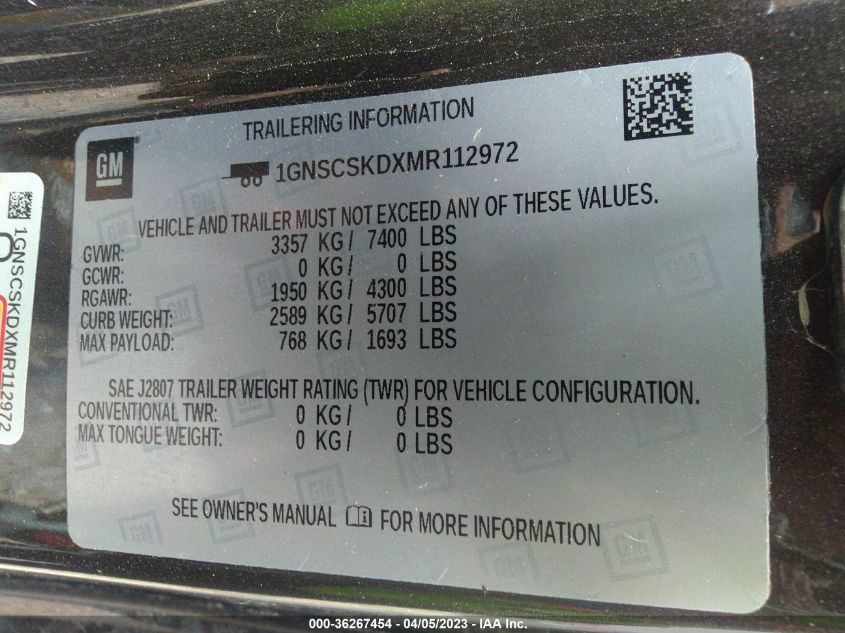 TRAILERING INFORMATION
GM
1GNSCSKDXMR112972
VEHICLE AND TRAILER MUST NOT EXCEED ANY OF THESE VALUES.
GVWR: 3357 KG / 7400 LBS
GCWR: 0 KG / 0 LBS
RGAWR: 1950 KG / 4300 LBS
CURB WEIGHT: 2589 KG / 5707 LBS
MAX PAYLOAD: 768 KG / 1693 LBS
SAE J2807 TRAILER WEIGHT RATING (TWR) FOR VEHICLE CONFIGURATION.
CONVENTIONAL TWR: 0 KG / 0 LBS
MAX TONGUE WEIGHT: 0 KG / 0 LBS
SEE OWNER'S MANUAL FOR MORE INFORMATION
1GNSCSKDXMR112972
000-36267454 - 04/05/2023 - IAA Inc.